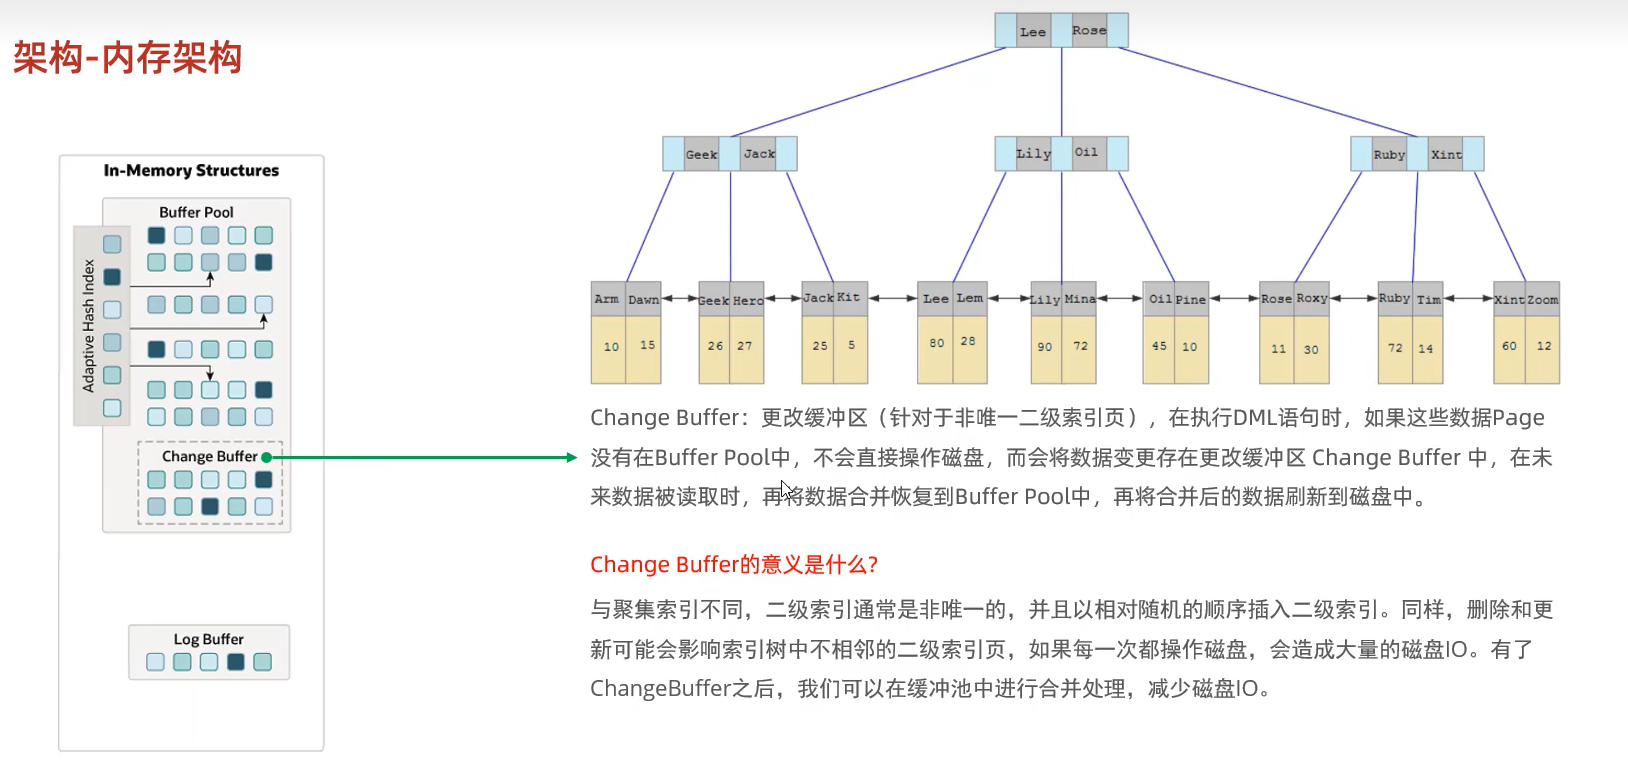 架构-内存架构
In-Memory Structures
Buffer Pool
Adaptive Hash Index
Change Buffer
Log Buffer
Lee Rose
Geek Jack
Lily Oil
Ruby Xint
Arm Dawn Geek Hero Jack Kit Lee Lem Lily Mina Oil Pine Rose Roxy Ruby Tim Xint Zoom
10 15 26 27 25 5 80 28 90 72 45 10 11 30 72 14 60 12
Change Buffer：更改缓冲区（针对于非唯一二级索引页），在执行DML语句时，如果这些数据Page
没有在Buffer Pool中，不会直接操作磁盘，而会将数据变更存在更改缓冲区 Change Buffer 中，在未
来数据被读取时，再将数据合并恢复到Buffer Pool中，再将合并后的数据刷新到磁盘中。
Change Buffer的意义是什么?
与聚集索引不同，二级索引通常是非唯一的，并且以相对随机的顺序插入二级索引。同样，删除和更
新可能会影响索引树中不相邻的二级索引页，如果每一次都操作磁盘，会造成大量的磁盘IO。有了
ChangeBuffer之后，我们可以在缓冲池中进行合并处理，减少磁盘IO。